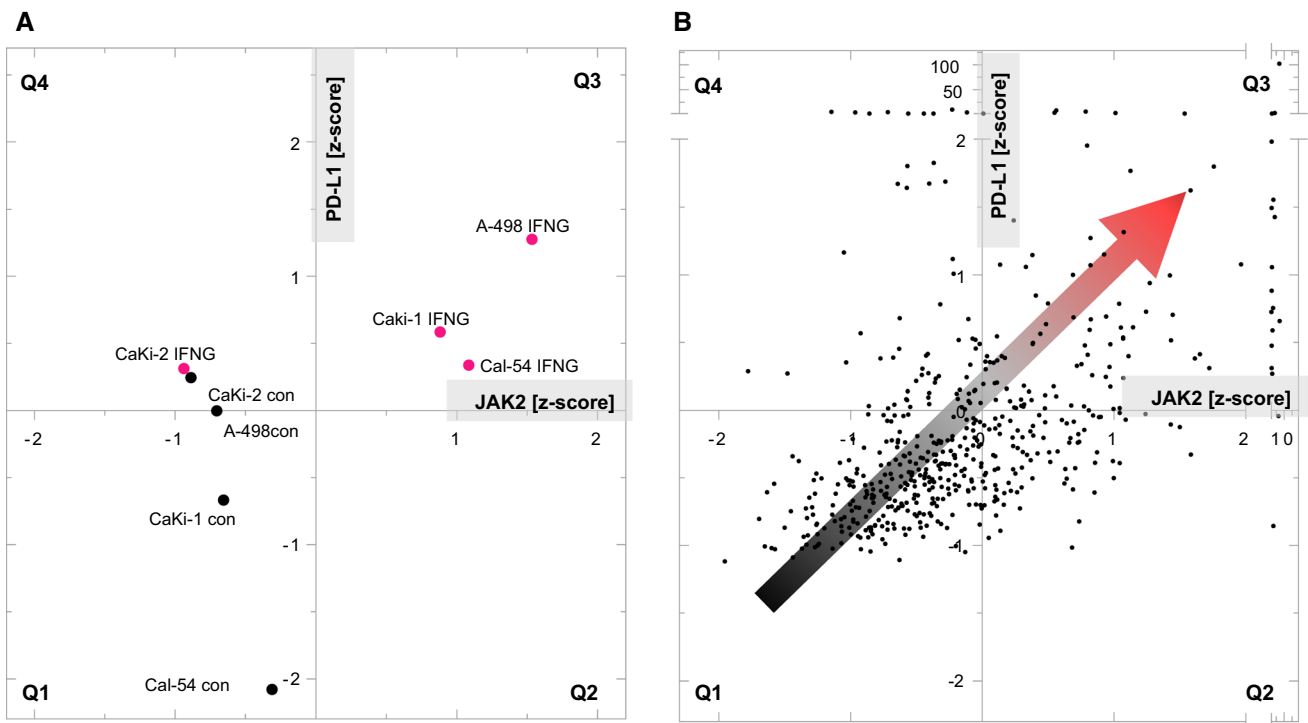 A
Q4
Q3
PD-L1 [z-score]
2
A-498 IFNG
1
Caki-1 IFNG
CaKi-2 IFNG
Cal-54 IFNG
CaKi-2 con
JAK2 [z-score]
A-498con
-2
-1
1
2
CaKi-1 con
-1
Cal-54 con
-2
Q1
Q2
B
Q4
Q3
100
50
PD-L1 [z-score]
2
1
JAK2 [z-score]
0
-2
-1
0
1
2
10
-1
-2
Q1
Q2